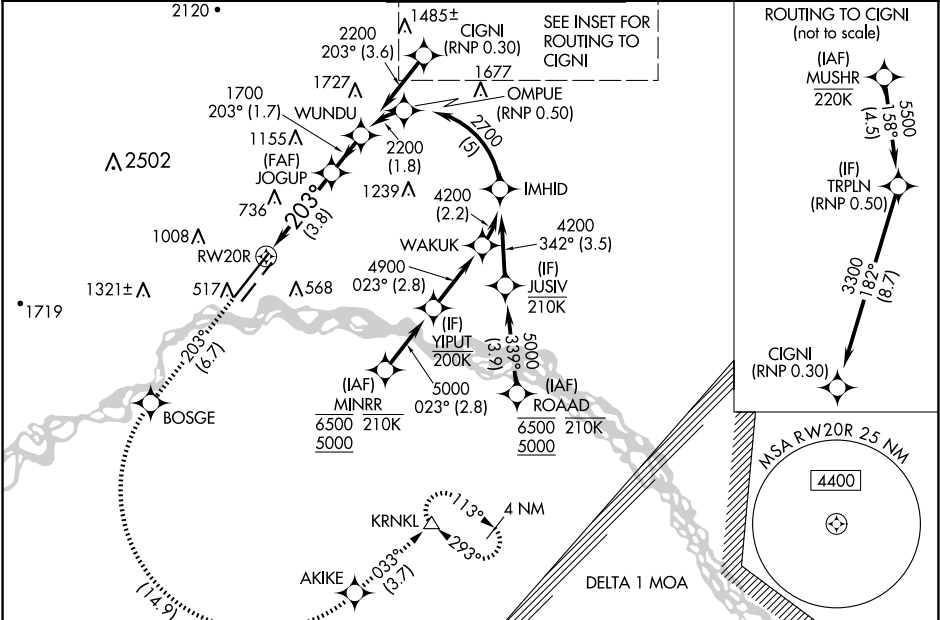 2120
1485±
CIGNI
(RNP 0.30)
SEE INSET FOR
ROUTING TO
CIGNI
2200
203° (3.6)
1727
1677
OMPUE
(RNP 0.50)
1700
203° (1.7)
WUNDU
2700
(5)
2200
(1.8)
1155
2502
(FAF)
JOGUP
1239
IMHID
736
203°
(3.8)
4200
(2.2)
4200
342° (3.5)
1008
WAKUK
RW20R
4900
023° (2.8)
(IF)
JUSIV
210K
1321±
517
568
1719
(IF)
YIPUT
200K
5000
339°
(3.9)
203°
(6.7)
5000
023° (2.8)
(IAF)
MINRR
6500 210K
5000
(IAF)
ROAAD
6500 210K
5000
BOSGE
113°
4 NM
KRNKL
293°
033°
(3.7)
AKIKE
(14.9)
DELTA 1 MOA
ROUTING TO CIGNI
(not to scale)
(IAF)
MUSHR
220K
5500
158°
(4.5)
(IF)
TRPLN
(RNP 0.50)
3300
182°
(8.7)
CIGNI
(RNP 0.30)
MSA RW20R 25 NM
4400